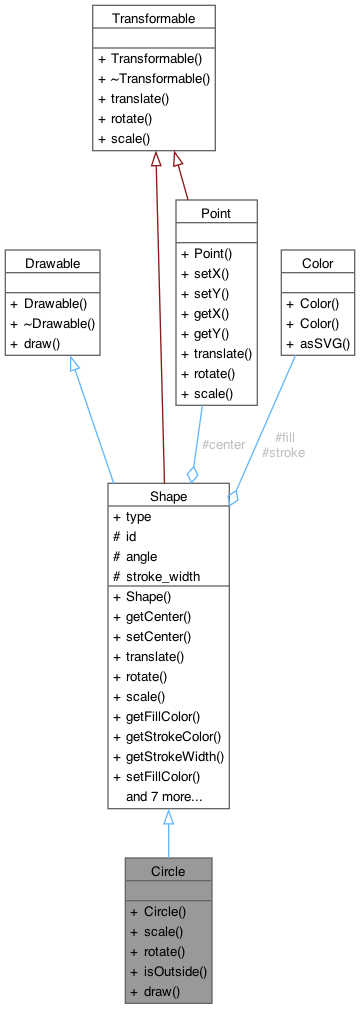 Transformable
+ Transformable()
+ ~Transformable()
+ translate()
+ rotate()
+ scale()
Point
+ Point()
+ setX()
+ setY()
+ getX()
+ getY()
+ translate()
+ rotate()
+ scale()
Drawable
+ Drawable()
+ ~Drawable()
+ draw()
Color
+ Color()
+ Color()
+ asSVG()
#center
#fill
#stroke
Shape
+ type
# id
# angle
# stroke_width
+ Shape()
+ getCenter()
+ setCenter()
+ translate()
+ rotate()
+ scale()
+ getFillColor()
+ getStrokeColor()
+ getStrokeWidth()
+ setFillColor()
and 7 more...
Circle
+ Circle()
+ scale()
+ rotate()
+ isOutside()
+ draw()